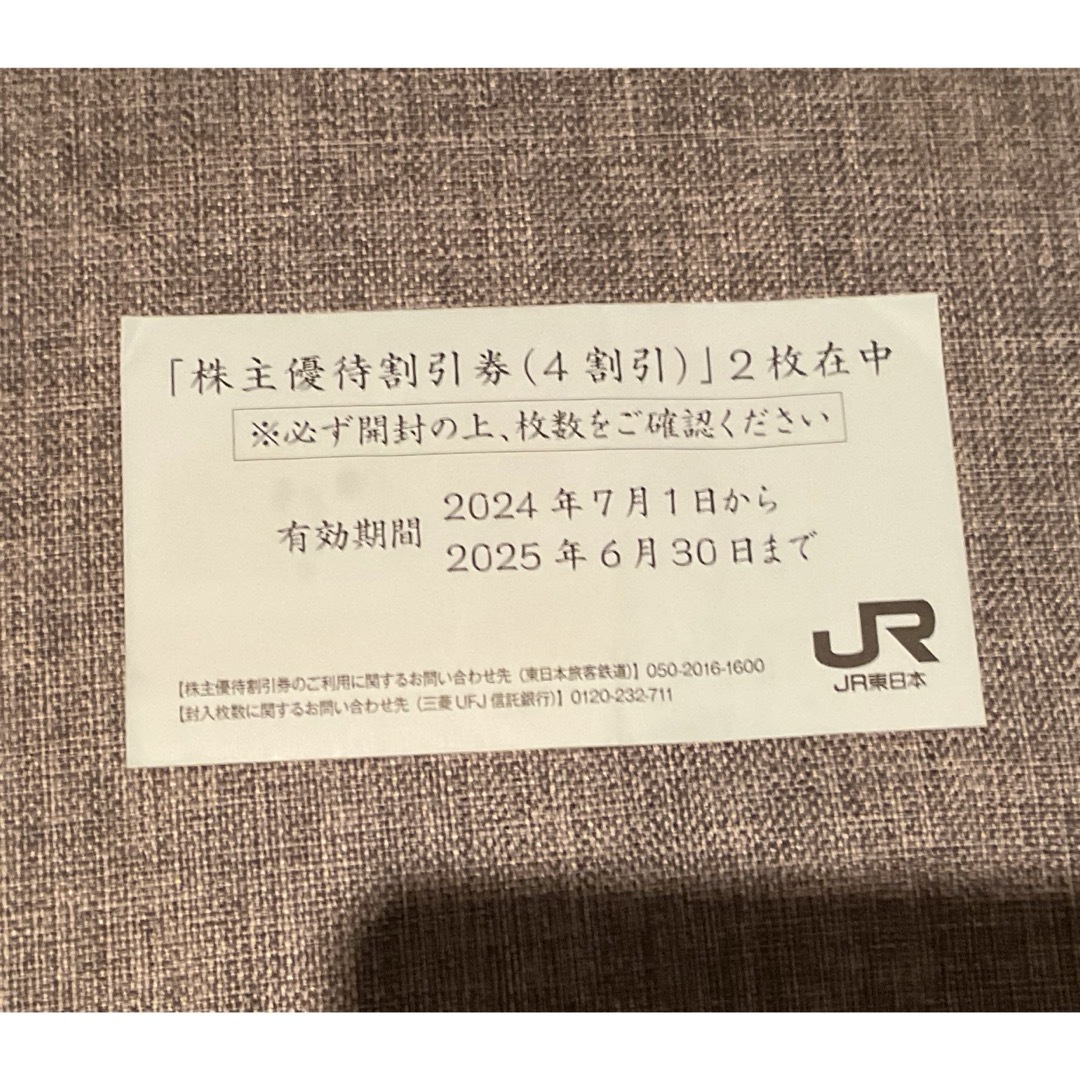 「株主優待割引券(4割引)」2枚在中
※必ず開封の上、枚数をご確認ください
有効期間 2024年7月1日から
2025年6月30日まで
JR
JR東日本
【株主優待割引券のご利用に関するお問い合わせ先（東日本旅客鉄道）】050-2016-1600
【封入枚数に関するお問い合わせ先（三菱UFJ信託銀行）】0120-232-711